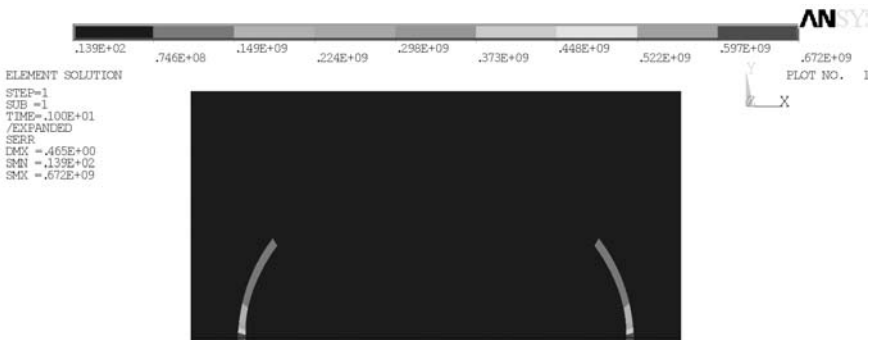 ANSYS
.139E+02 .149E+09 .298E+09 .448E+09 .597E+09
.746E+08 .224E+09 .373E+09 .522E+09 .672E+09
ELEMENT SOLUTION
Y
PLOT NO.
STEP=1
Z X
SUB =1
TIME=.100E+01
/EXPANDED
SERR
DMX =.465E+00
SMN =.139E+02
SMX =.672E+09